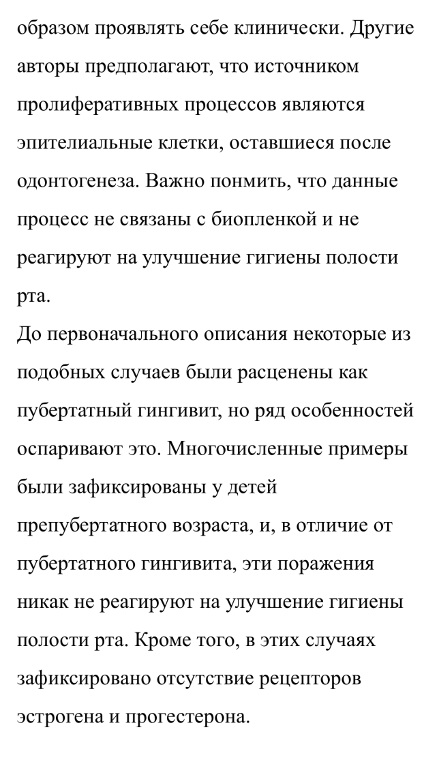 образом проявлять себе клинически. Другие
авторы предполагают, что источником
пролиферативных процессов являются
эпителиальные клетки, оставшиеся после
одонтогенеза. Важно понмить, что данные
процесс не связаны с биопленкой и не
реагируют на улучшение гигиены полости
рта.
До первоначального описания некоторые из
подобных случаев были расценены как
пубертатный гингивит, но ряд особенностей
оспаривают это. Многочисленные примеры
были зафиксированы у детей
препубертатного возраста, и, в отличие от
пубертатного гингивита, эти поражения
никак не реагируют на улучшение гигиены
полости рта. Кроме того, в этих случаях
зафиксировано отсутствие рецепторов
эстрогена и прогестерона.